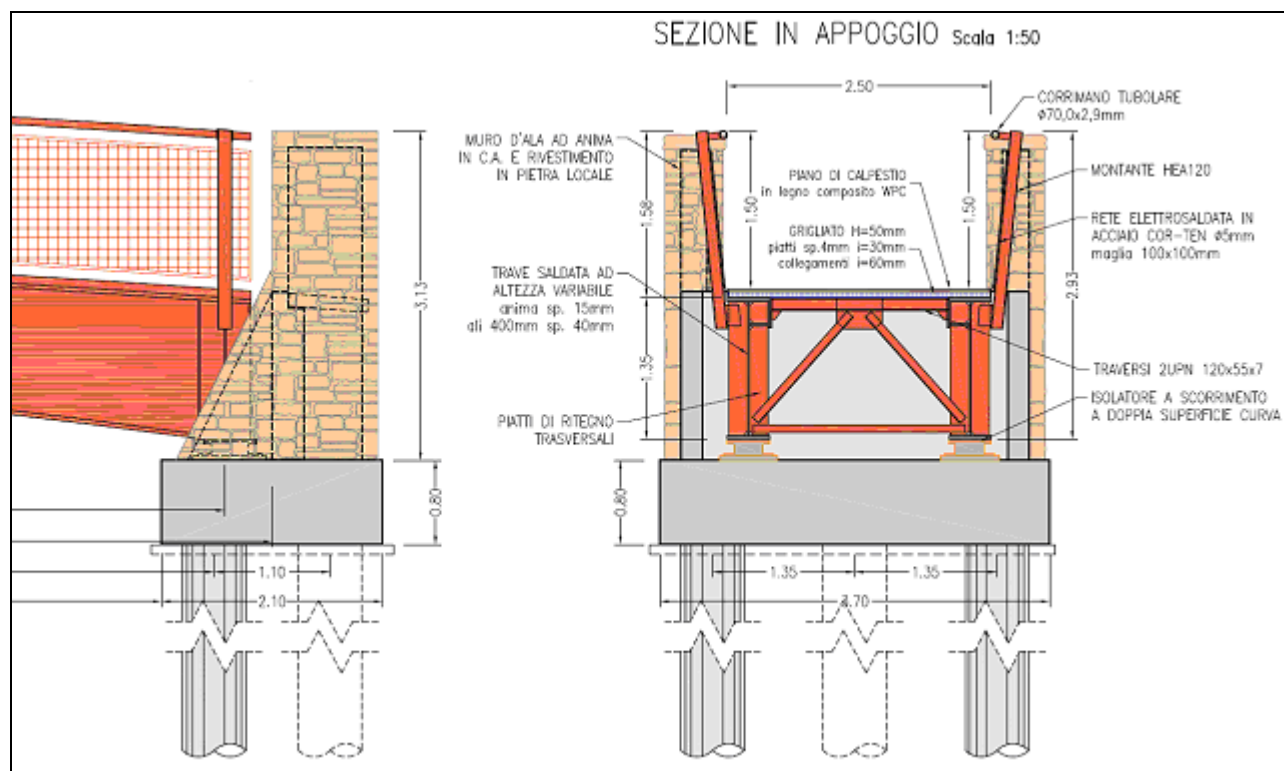 SEZIONE IN APPOGGIO Scala 1:50
2.50
CORRIMANO TUBOLARE
ø70,0x2,9mm
MURO D'ALA AD ANIMA
IN C.A. E RIVESTIMENTO
IN PIETRA LOCALE
PIANO DI CALPESTIO
in legno composito WPC
MONTANTE HEA120
1.58
1.50
1.50
GRIGLIATO H=50mm
piatti sp.4mm i=30mm
collegamenti i=60mm
RETE ELETTROSALDATA IN
ACCIAIO COR-TEN ø5mm
maglia 100x100mm
TRAVE SALDATA AD
ALTEZZA VARIABILE
anima sp. 15mm
ali 400mm sp. 40mm
3.13
2.93
1.35
TRAVERSI 2UPN 120x55x7
PIATTI DI RITEGNO
TRASVERSALI
ISOLATORE A SCORRIMENTO
A DOPPIA SUPERFICIE CURVA
0.80
0.80
1.10
1.35
1.35
2.10
3.70